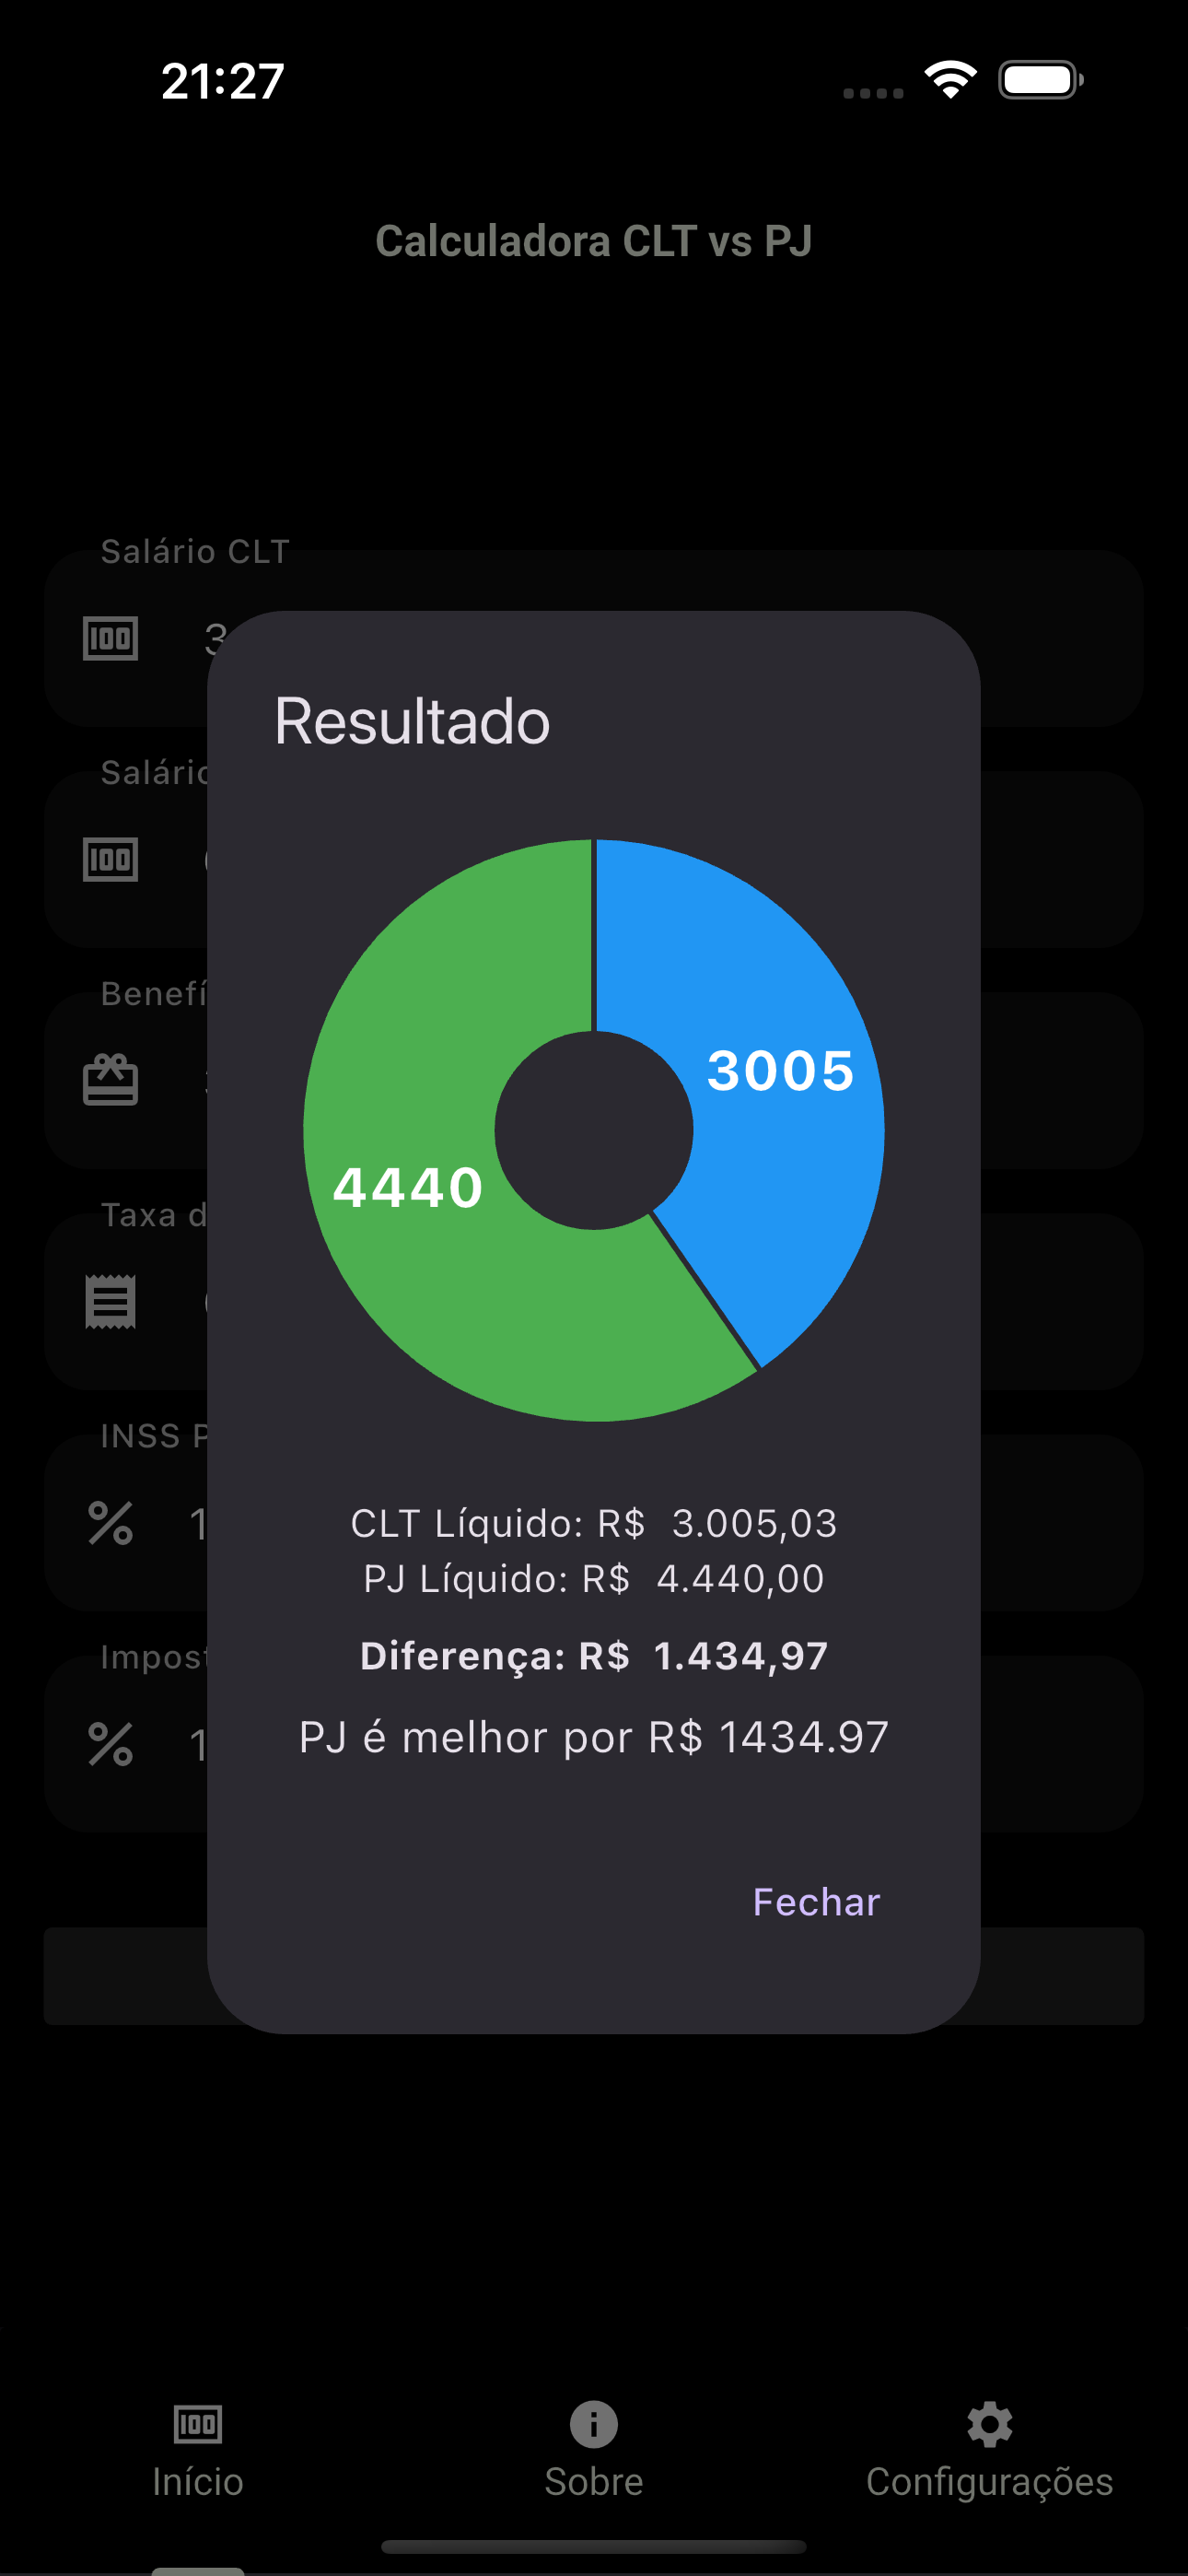 21:27
Calculadora CLT vs PJ
Salário CLT
3
Resultado
Salário
Benefí
Taxa d
INSS P
1
Impost
1
3005
4440
CLT Líquido: R$ 3.005,03
PJ Líquido: R$ 4.440,00
Diferença: R$ 1.434,97
PJ é melhor por R$ 1434.97
Fechar
Início
Sobre
Configurações